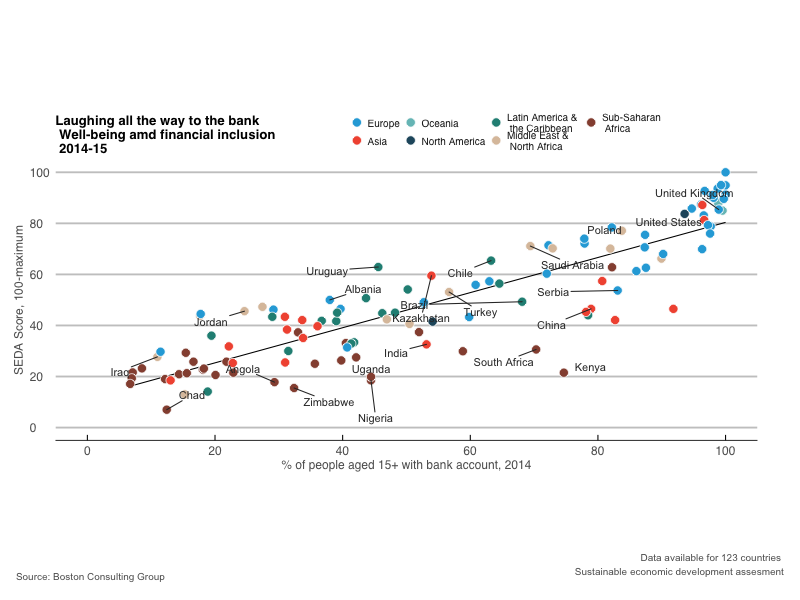 Laughing all the way to the bank
Well-being amd financial inclusion
2014-15
Europe
Oceania
Latin America &
the Caribbean
Sub-Saharan
Africa
Asia
North America
Middle East &
North Africa
100
80
60
40
20
0
SEDA Score, 100-maximum
United Kingdom
United States
Poland
Saudi Arabia
Uruguay
Chile
Albania
Serbia
Brazil
Turkey
Kazakhstan
Jordan
China
India
South Africa
Kenya
Iraq
Angola
Uganda
Chad
Zimbabwe
Nigeria
0
20
40
60
80
100
% of people aged 15+ with bank account, 2014
Data available for 123 countries
Sustainable economic development assesment
Source: Boston Consulting Group